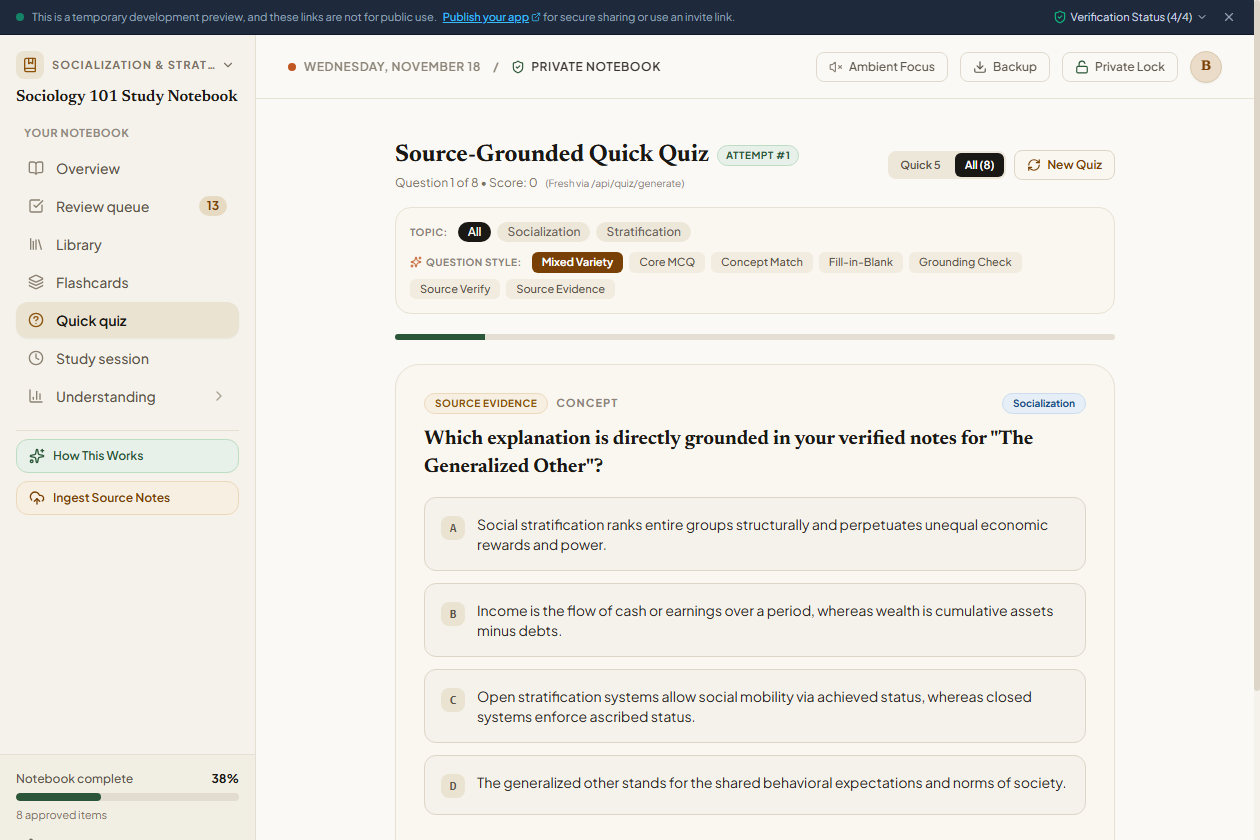 This is a temporary development preview, and these links are not for public use. Publish your app for secure sharing or use an invite link.
Verification Status (4/4)
SOCIALIZATION & STRAT...
Sociology 101 Study Notebook
YOUR NOTEBOOK
Overview
Review queue 13
Library
Flashcards
Quick quiz
Study session
Understanding
How This Works
Ingest Source Notes
Notebook complete 38%
8 approved items
WEDNESDAY, NOVEMBER 18 / PRIVATE NOTEBOOK
Ambient Focus
Backup
Private Lock
B
Source-Grounded Quick Quiz ATTEMPT #1
Question 1 of 8 • Score: 0 (Fresh via /api/quiz/generate)
Quick 5 All (8)
New Quiz
TOPIC: All Socialization Stratification
QUESTION STYLE: Mixed Variety Core MCQ Concept Match Fill-in-Blank Grounding Check
Source Verify Source Evidence
SOURCE EVIDENCE CONCEPT Socialization
Which explanation is directly grounded in your verified notes for "The
Generalized Other"?
A Social stratification ranks entire groups structurally and perpetuates unequal economic
rewards and power.
B Income is the flow of cash or earnings over a period, whereas wealth is cumulative assets
minus debts.
C Open stratification systems allow social mobility via achieved status, whereas closed
systems enforce ascribed status.
D The generalized other stands for the shared behavioral expectations and norms of society.